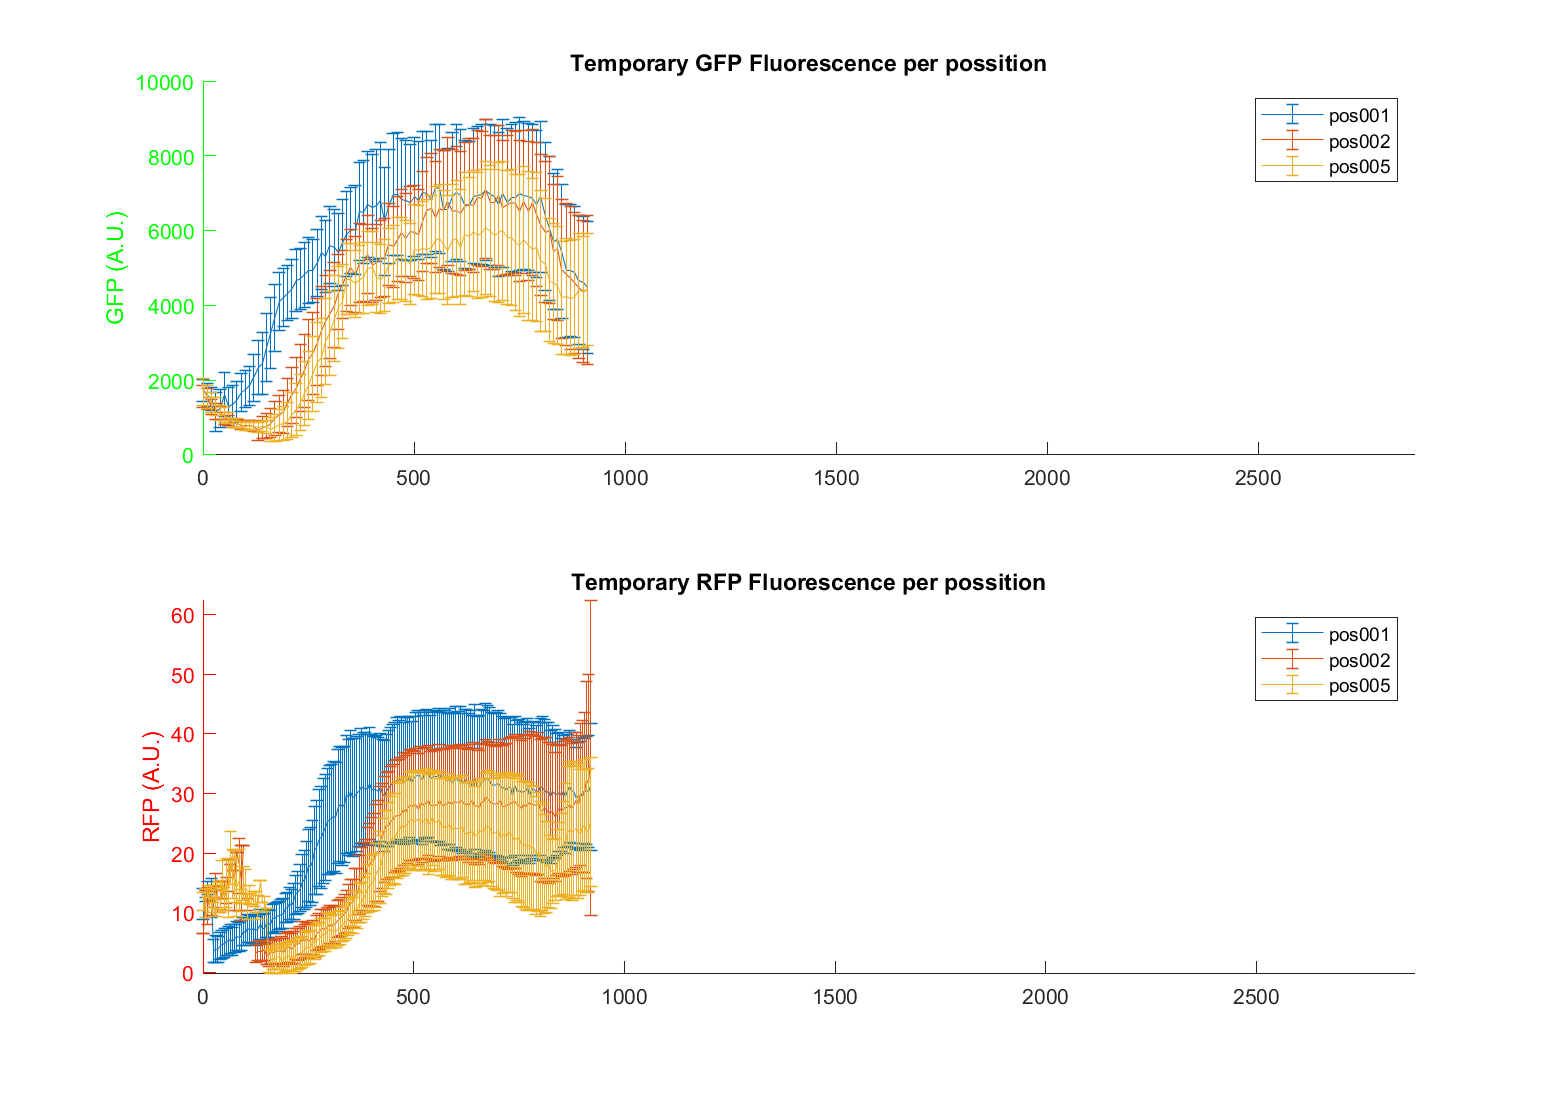 Temporary GFP Fluorescence per possition
10000
8000
6000
4000
2000
0
GFP (A.U.)
0 500 1000 1500 2000 2500
pos001
pos002
pos005
Temporary RFP Fluorescence per possition
60
50
40
30
20
10
0
RFP (A.U.)
0 500 1000 1500 2000 2500
pos001
pos002
pos005